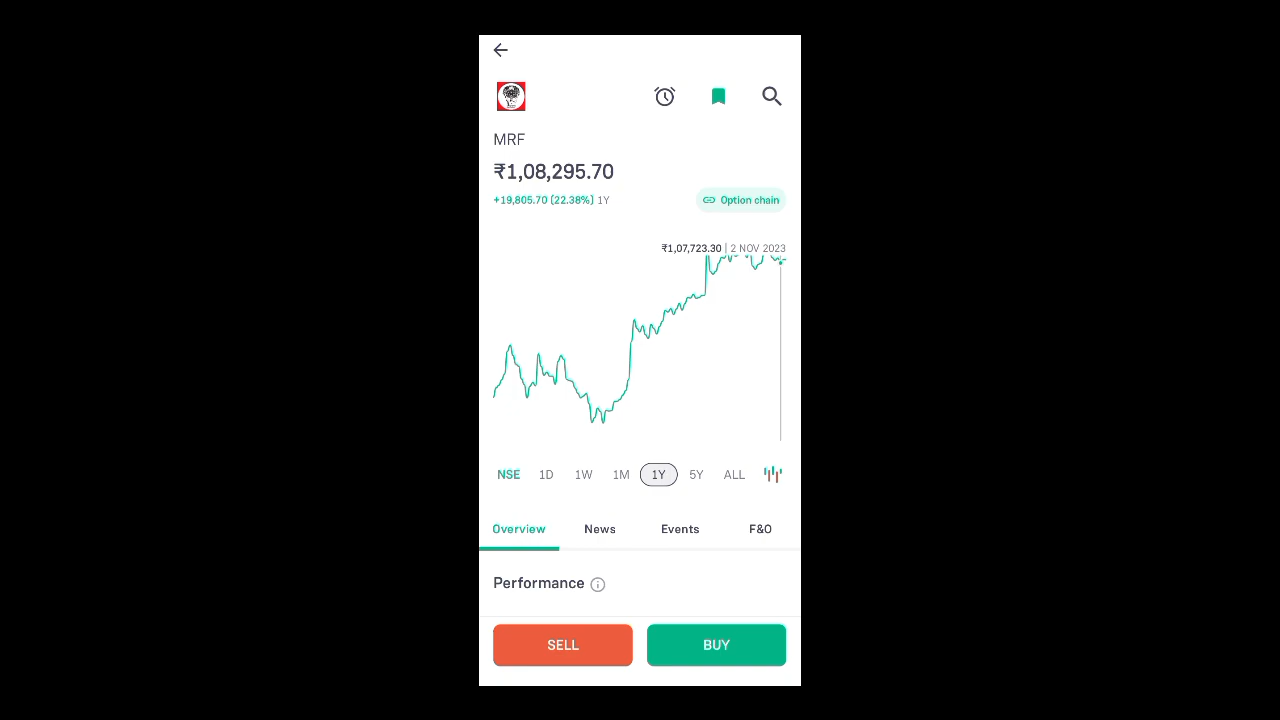 MRF
₹1,08,295.70
+19,805.70 (22.38%) 1Y
Option chain
₹1,07,723.30 | 2 NOV 2023
NSE 1D 1W 1M 1Y 5Y ALL
Overview News Events F&O
Performance
SELL BUY